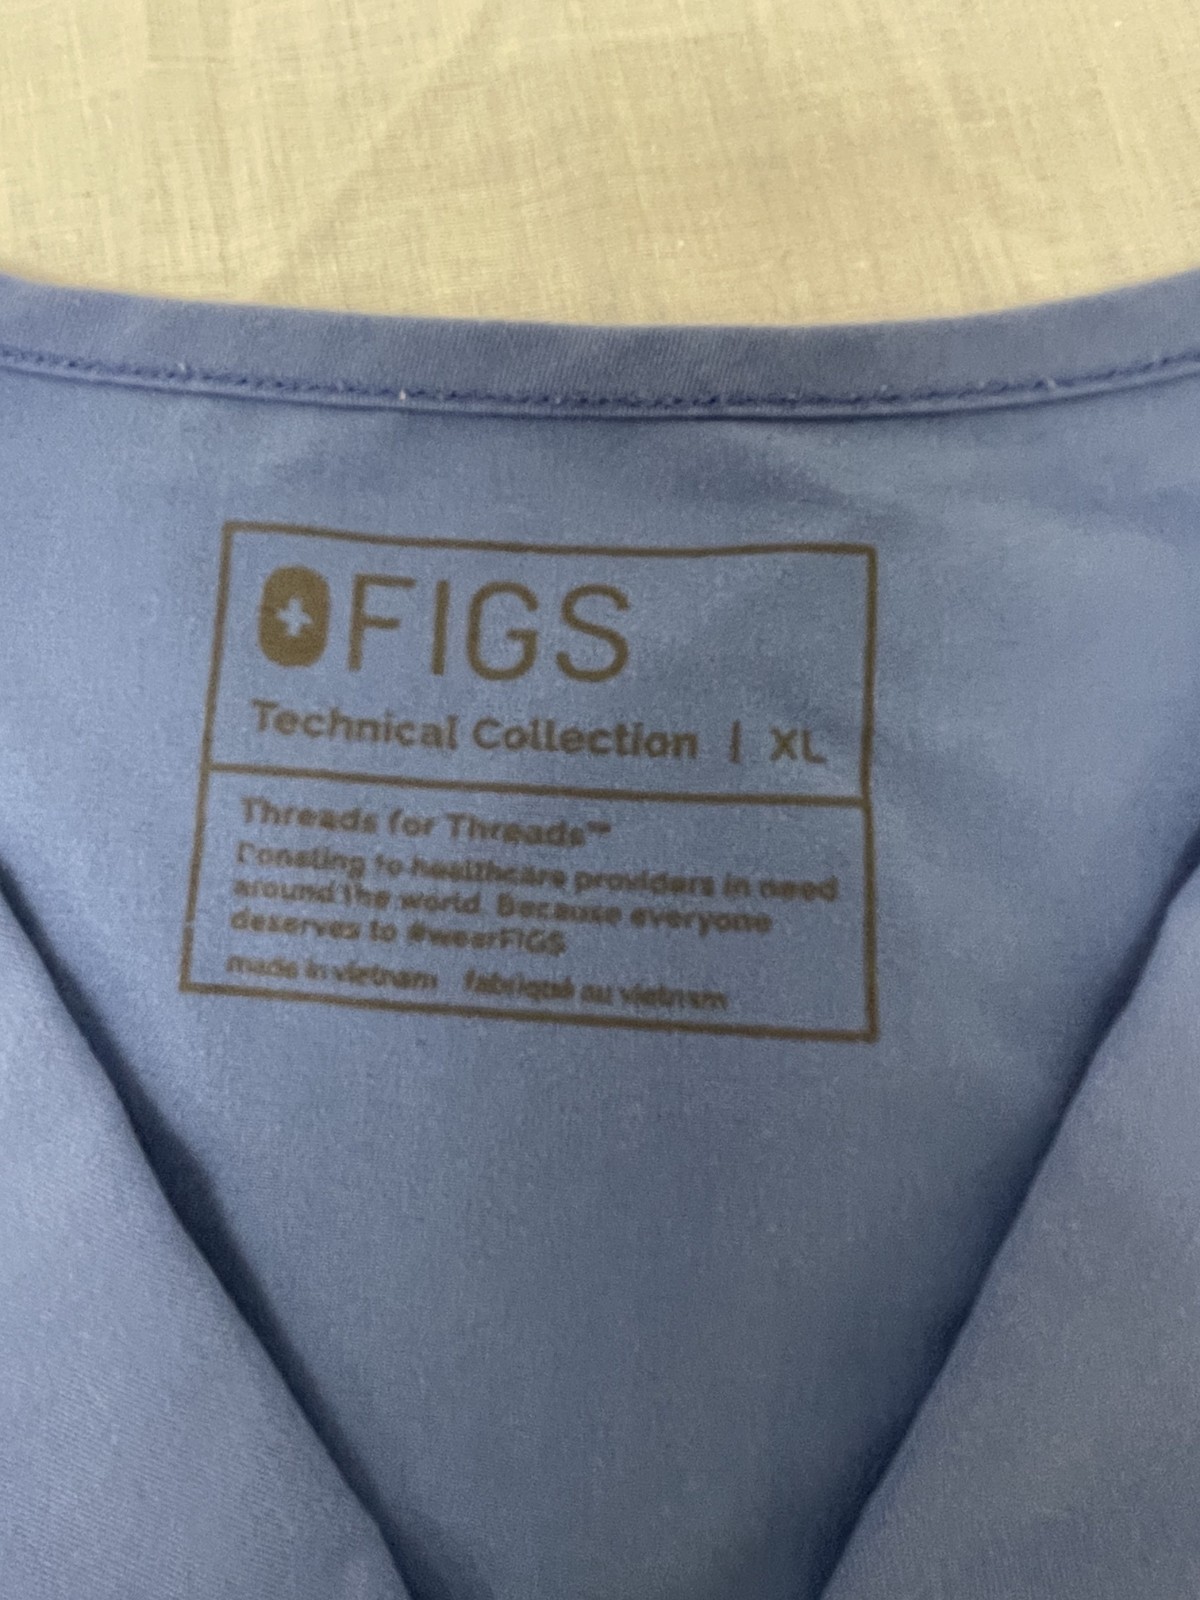 FIGS
Technical Collection | XL
Threads for Threads™
Donating to healthcare providers in need
around the world. Because everyone
deserves to #wearFIGS
made in vietnam fabriqué au vietnam